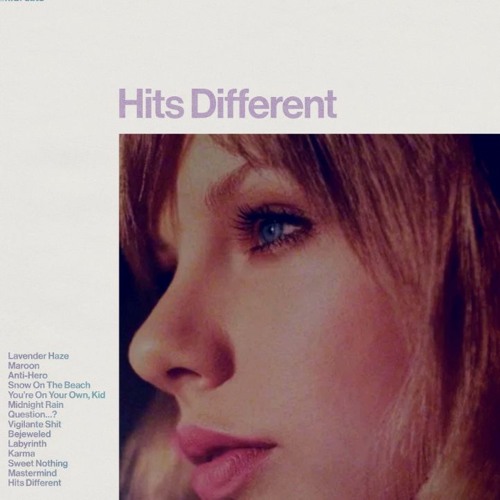 Hits Different
Lavender Haze
Maroon
Anti-Hero
Snow On The Beach
You're On Your Own, Kid
Midnight Rain
Question...?
Vigilante Shit
Bejeweled
Labyrinth
Karma
Sweet Nothing
Mastermind
Hits Different